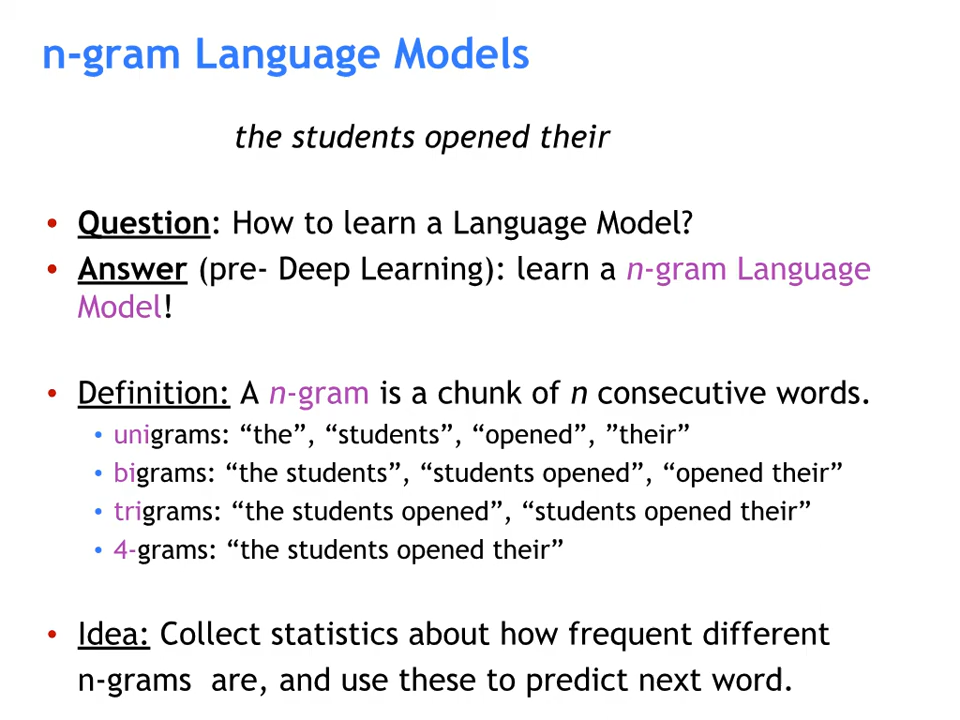 n-gram Language Models
the students opened their
• Question: How to learn a Language Model?
• Answer (pre- Deep Learning): learn a n-gram Language
Model!
• Definition: A n-gram is a chunk of n consecutive words.
• unigrams: “the”, “students”, “opened”, ”their”
• bigrams: “the students”, “students opened”, “opened their”
• trigrams: “the students opened”, “students opened their”
• 4-grams: “the students opened their”
• Idea: Collect statistics about how frequent different
n-grams  are, and use these to predict next word.